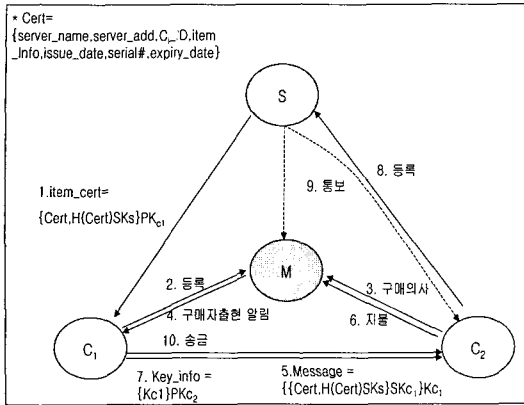 * Cert=
{server_name,server_add,C_ID,item
_Info,issue_date,serial#,expiry_date}
S
8. 등록
9. 통보
1.item_cert=
{Cert,H(Cert)SKs}PKc1
M
2. 등록
3. 구매의사
4. 구매자출현 알림
6. 지불
10. 송금
C1
C2
7. Key_info =
{Kc1}PKc2
5.Message =
{{Cert,H(Cert)SKs}SKc1}Kc1